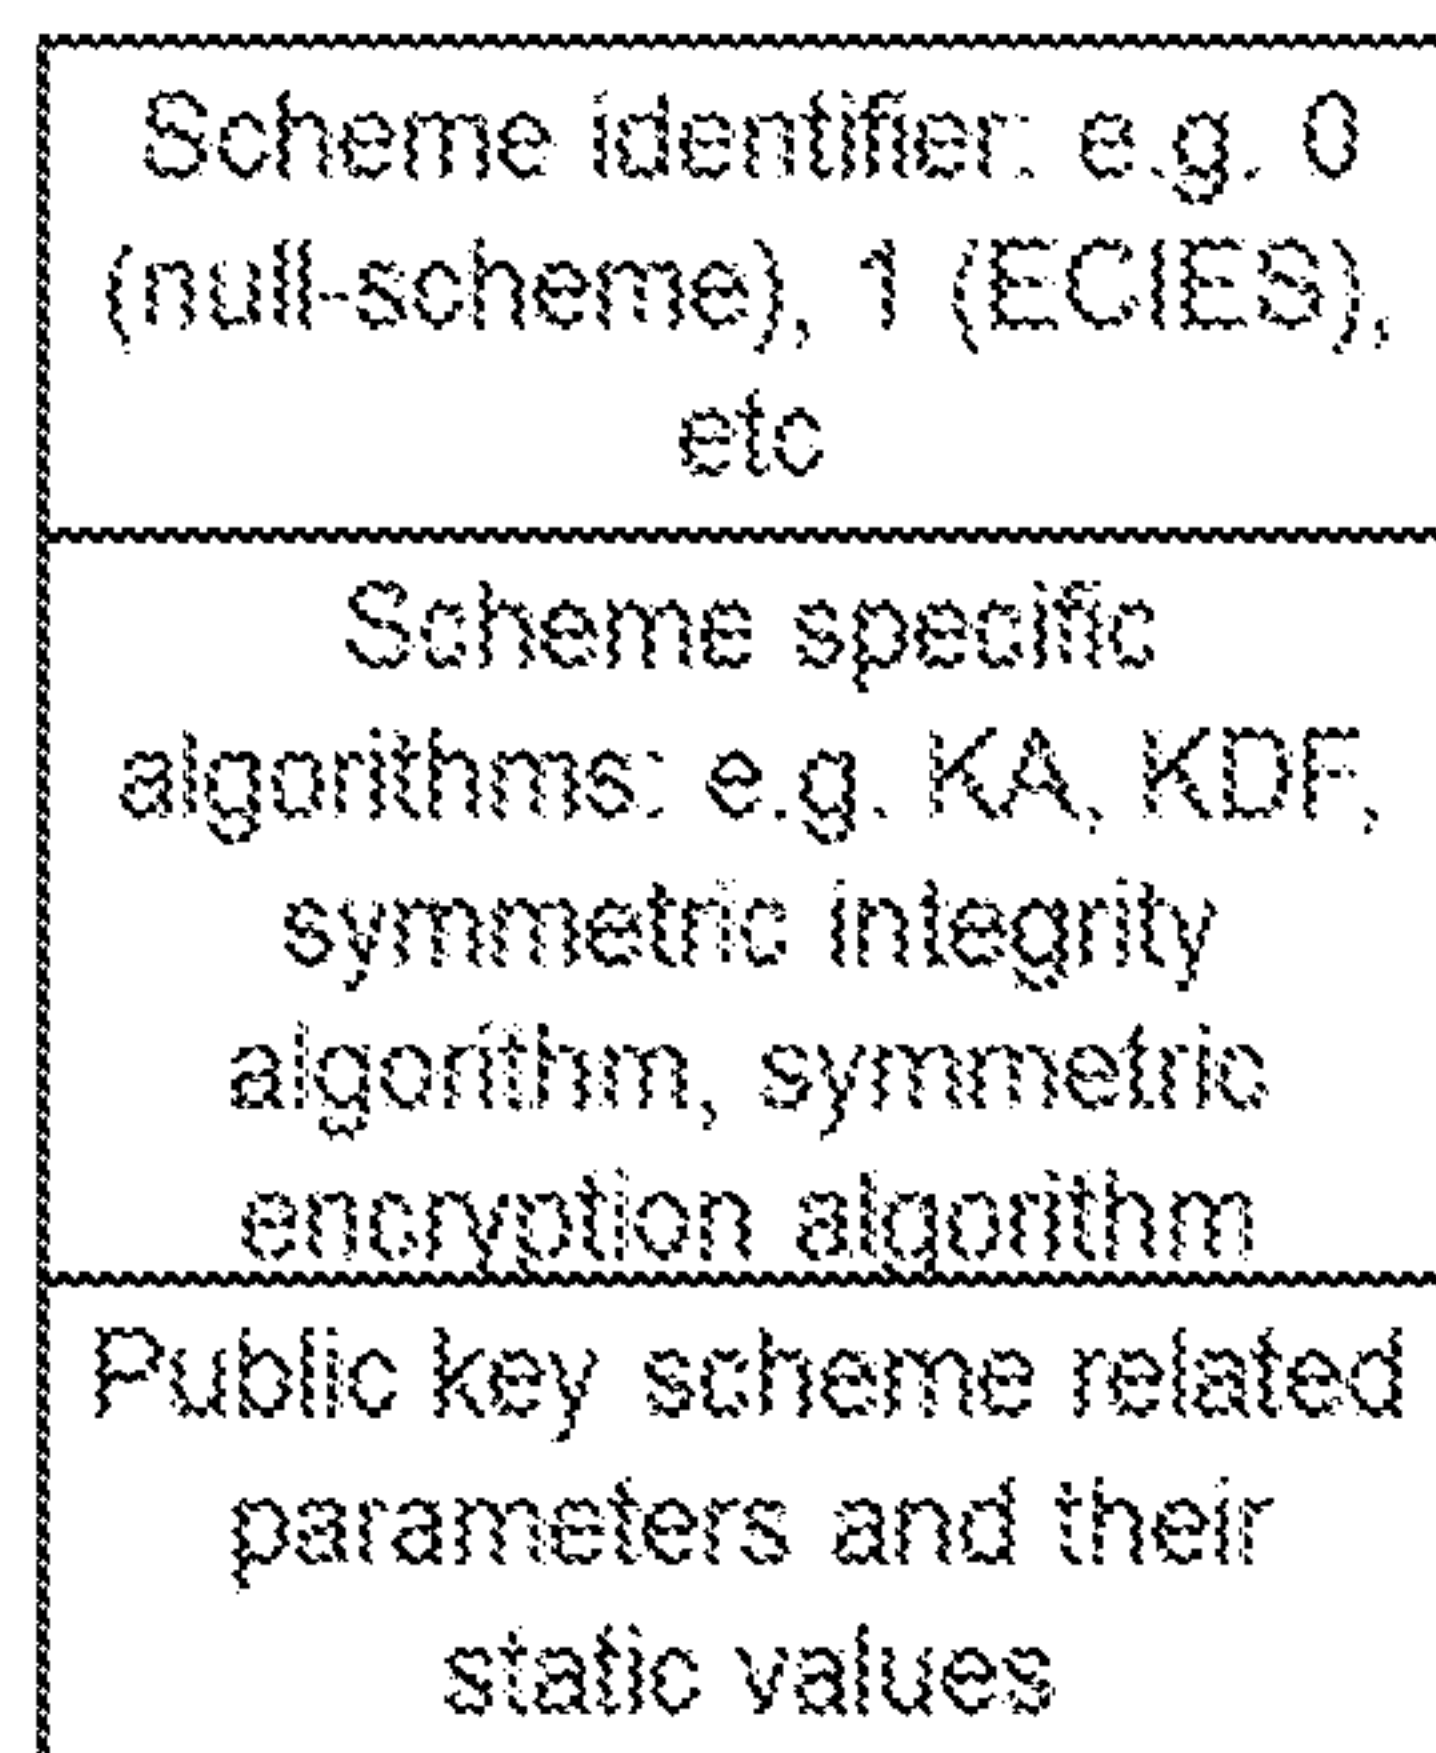 Scheme identifier: e.g. 0
(null-scheme), 1 (ECIES),
etc
Scheme specific
algorithms: e.g. KA, KDF,
symmetric integrity
algorithm, symmetric
encryption algorithm
Public key scheme related
parameters and their
static values